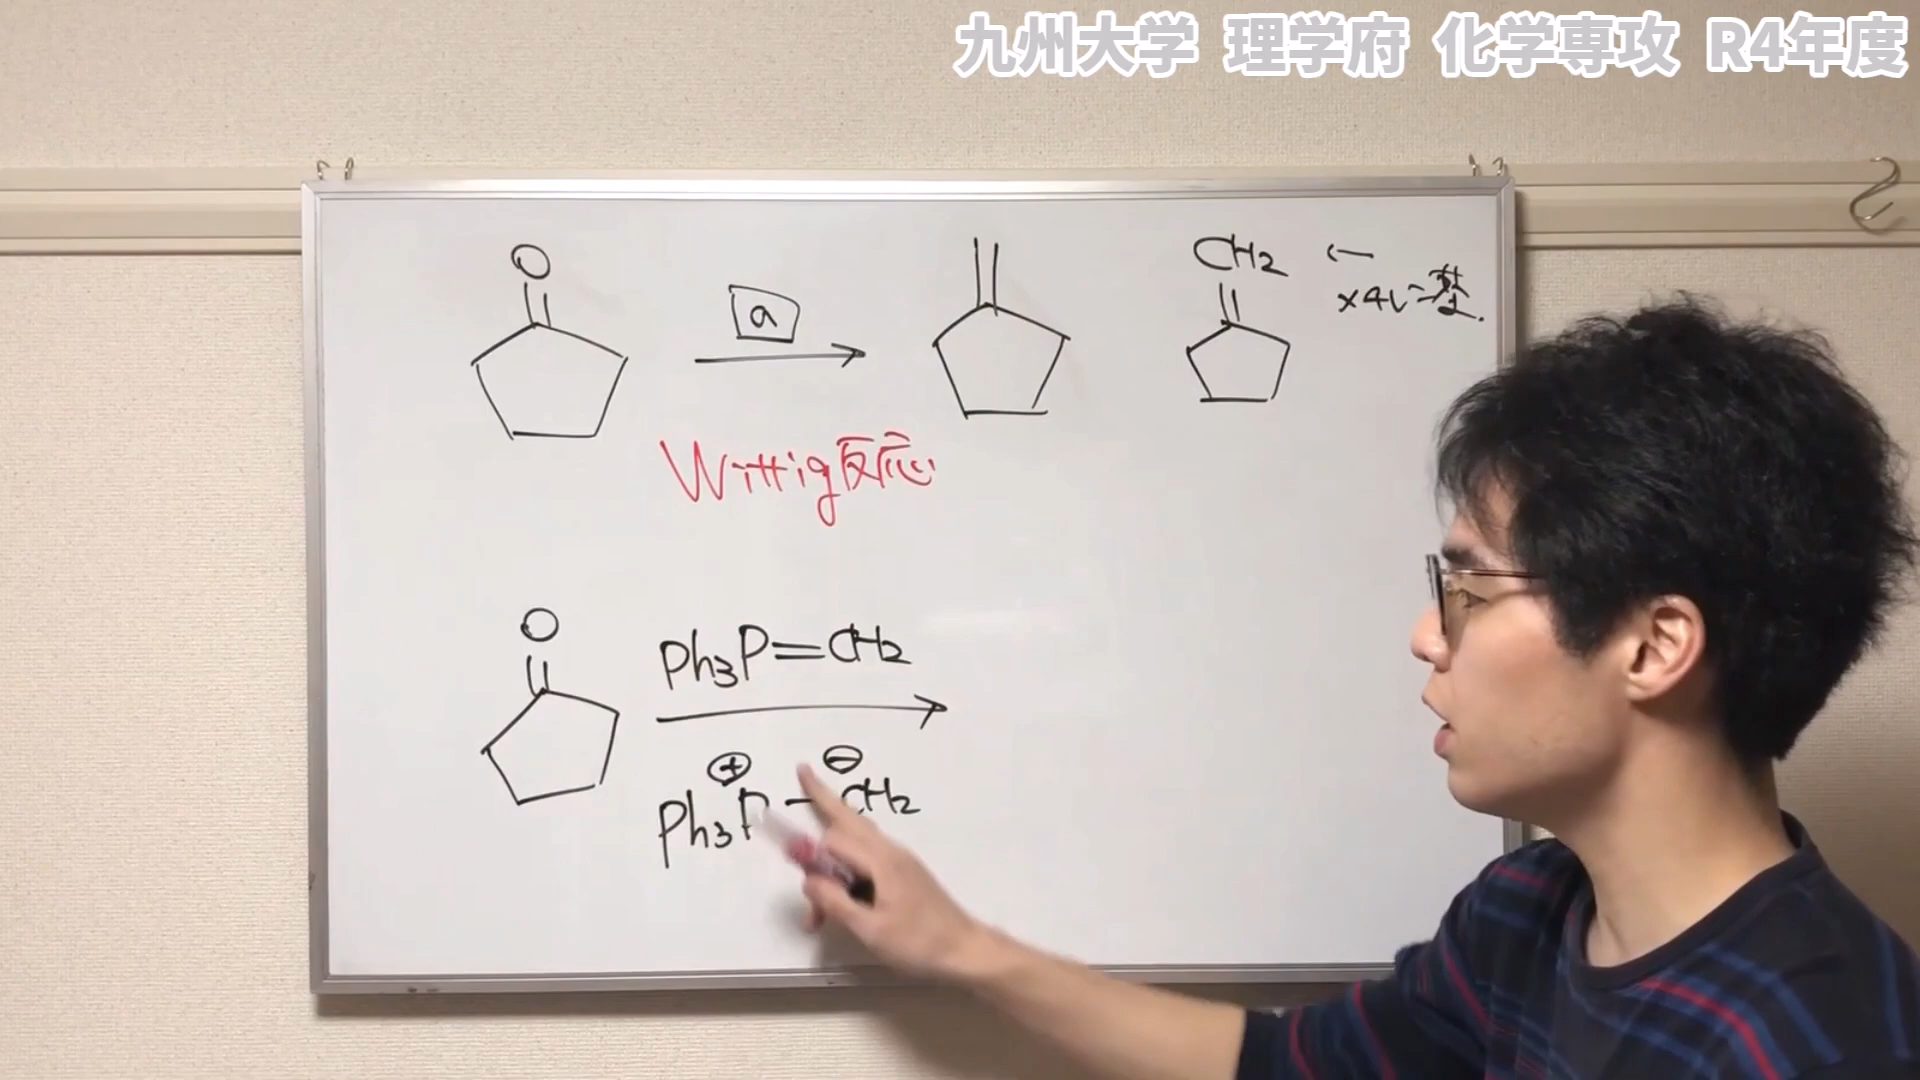 九州大学 理学府 化学専攻 R4年度
O
a
CH2 ←
メチレン基.
Wittig反応
O
Ph3P=CH2
⊕ ⊖
Ph3P-CH2